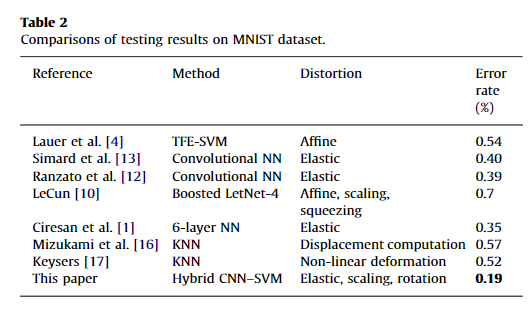 Table 2
Comparisons of testing results on MNIST dataset.
Reference Method Distortion Error
rate
(%)
Lauer et al. [4] TFE-SVM Affine 0.54
Simard et al. [13] Convolutional NN Elastic 0.40
Ranzato et al. [12] Convolutional NN Elastic 0.39
LeCun [10] Boosted LetNet-4 Affine, scaling, 0.7
squeezing
Ciresan et al. [1] 6-layer NN Elastic 0.35
Mizukami et al. [16] KNN Displacement computation 0.57
Keysers [17] KNN Non-linear deformation 0.52
This paper Hybrid CNN–SVM Elastic, scaling, rotation 0.19